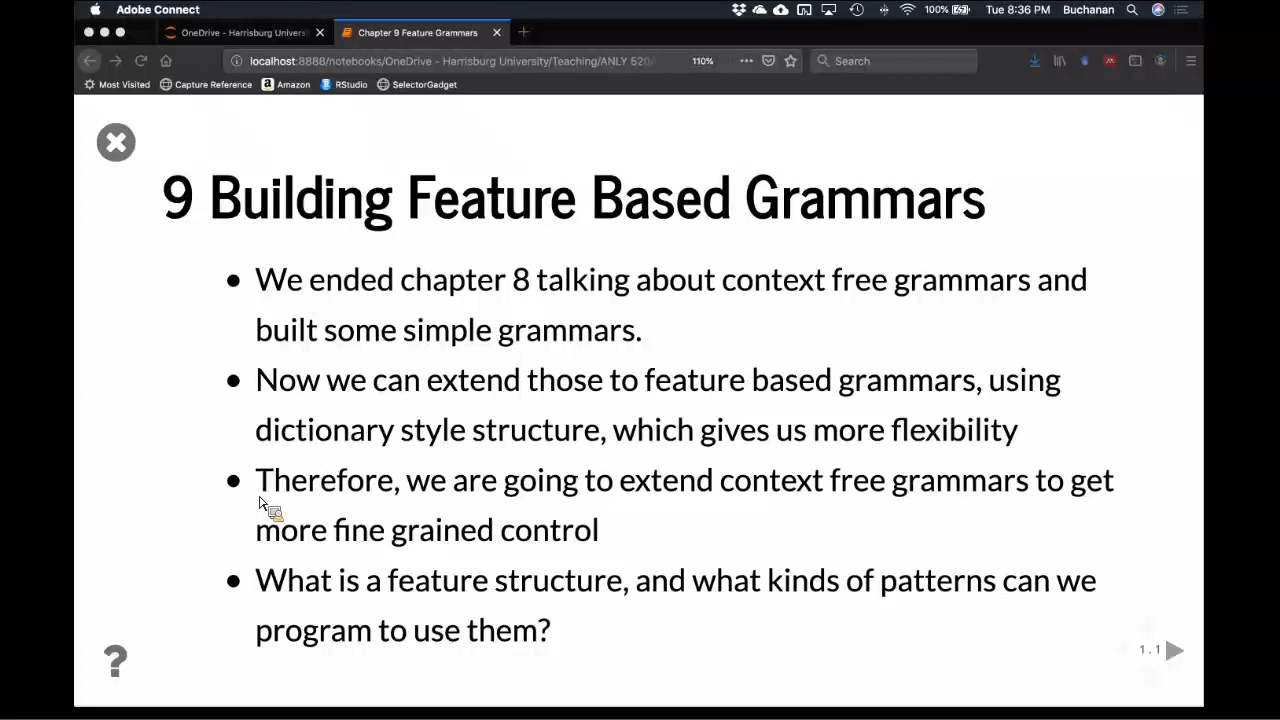 Adobe Connect
100%
Tue 8:36 PM
Buchanan
OneDrive - Harrisburg Universi
Chapter 9 Feature Grammars
localhost:8888/notebooks/OneDrive - Harrisburg University/Teaching/ANLY 520/
110%
Search
Most Visited
Capture Reference
Amazon
RStudio
SelectorGadget
9 Building Feature Based Grammars
• We ended chapter 8 talking about context free grammars and
built some simple grammars.
• Now we can extend those to feature based grammars, using
dictionary style structure, which gives us more flexibility
• Therefore, we are going to extend context free grammars to get
more fine grained control
• What is a feature structure, and what kinds of patterns can we
program to use them?
?
1.1